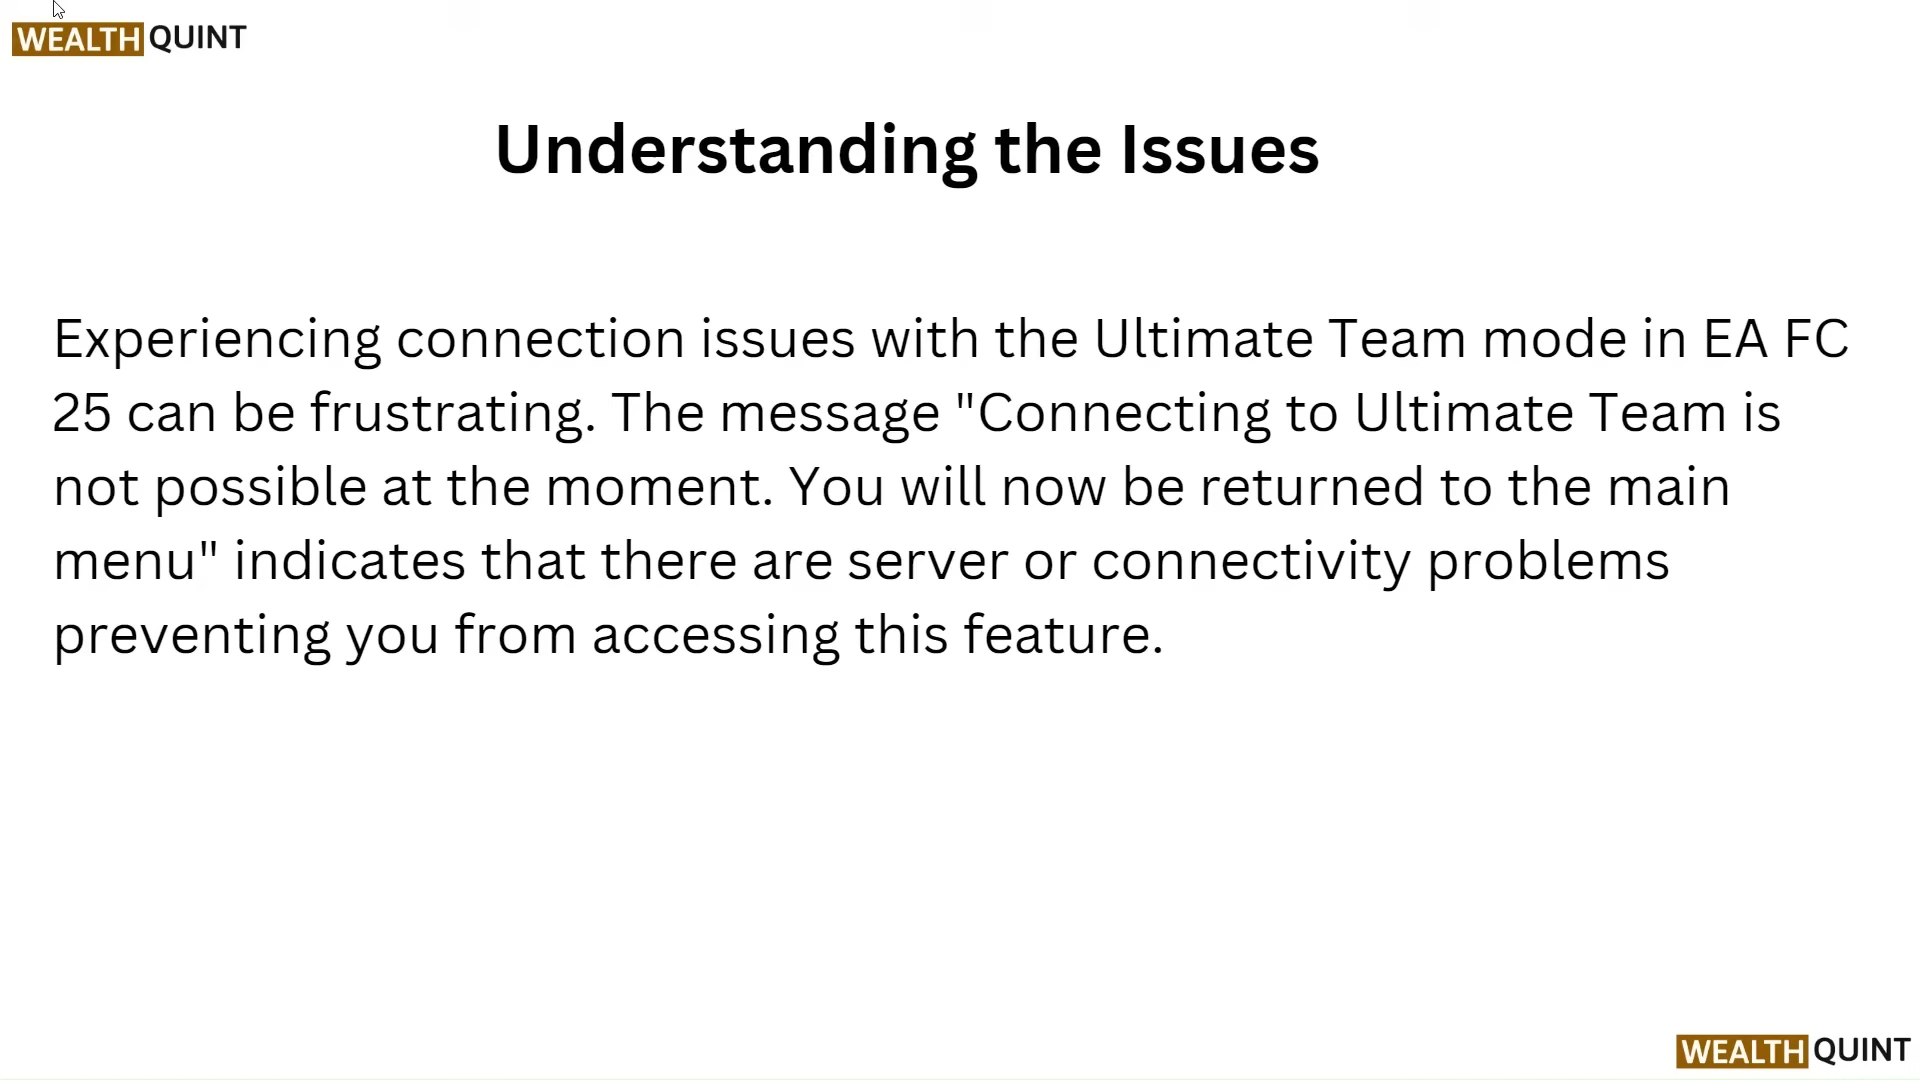 WEALTH QUINT
Understanding the Issues
Experiencing connection issues with the Ultimate Team mode in EA FC
25 can be frustrating. The message "Connecting to Ultimate Team is
not possible at the moment. You will now be returned to the main
menu" indicates that there are server or connectivity problems
preventing you from accessing this feature.
WEALTH QUINT